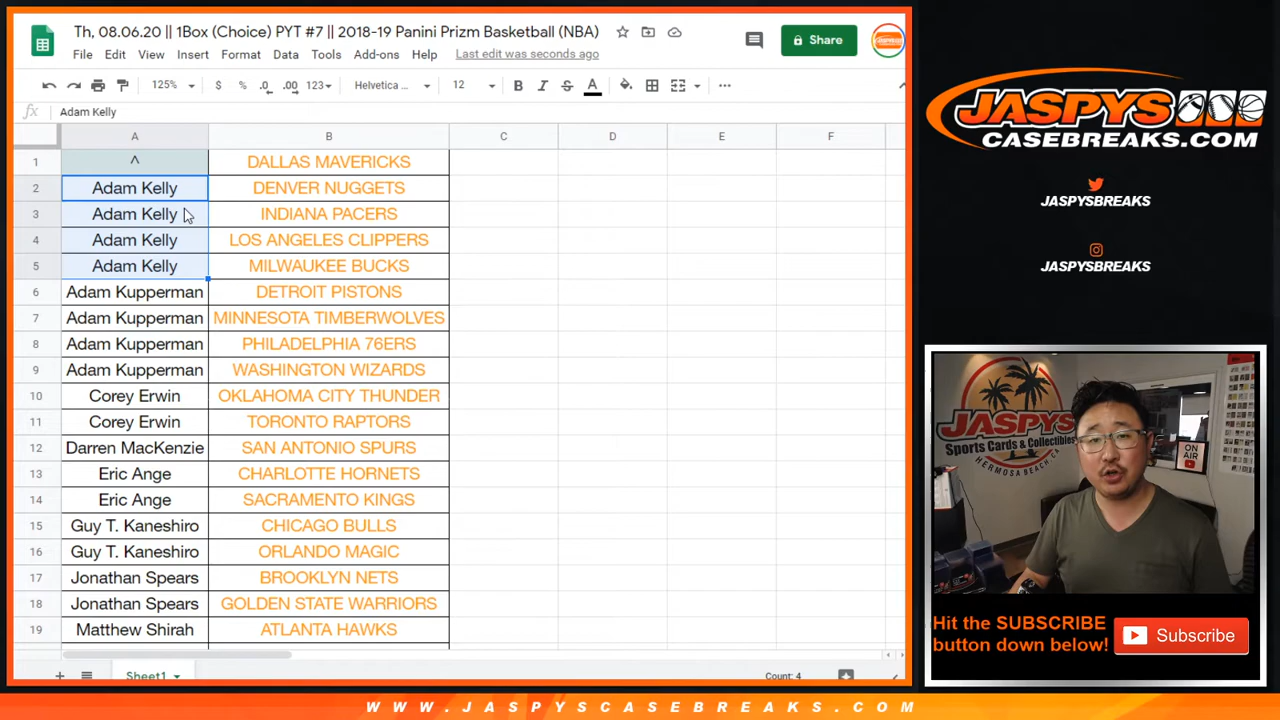 Th, 08.06.20 || 1Box (Choice) PYT #7 || 2018-19 Panini Prizm Basketball (NBA)
File Edit View Insert Format Data Tools Add-ons Help Last edit was seconds ago
Share
125% $ % .0 .00 123 Helvetica ... 12 B I S A ...
fx Adam Kelly
A B C D E F
1 ^ DALLAS MAVERICKS
2 Adam Kelly DENVER NUGGETS
3 Adam Kelly INDIANA PACERS
4 Adam Kelly LOS ANGELES CLIPPERS
5 Adam Kelly MILWAUKEE BUCKS
6 Adam Kupperman DETROIT PISTONS
7 Adam Kupperman MINNESOTA TIMBERWOLVES
8 Adam Kupperman PHILADELPHIA 76ERS
9 Adam Kupperman WASHINGTON WIZARDS
10 Corey Erwin OKLAHOMA CITY THUNDER
11 Corey Erwin TORONTO RAPTORS
12 Darren MacKenzie SAN ANTONIO SPURS
13 Eric Ange CHARLOTTE HORNETS
14 Eric Ange SACRAMENTO KINGS
15 Guy T. Kaneshiro CHICAGO BULLS
16 Guy T. Kaneshiro ORLANDO MAGIC
17 Jonathan Spears BROOKLYN NETS
18 Jonathan Spears GOLDEN STATE WARRIORS
19 Matthew Shirah ATLANTA HAWKS
Sheet1 Count: 4
JASPYS
CASEBREAKS.COM
JASPYSBREAKS
JASPYSBREAKS
JASPYS
Sports Cards & Collectibles
HERMOSA BEACH, CA
ON
AIR
Hit the SUBSCRIBE
button down below!
Subscribe
WWW.JASPYSCASEBREAKS.COM